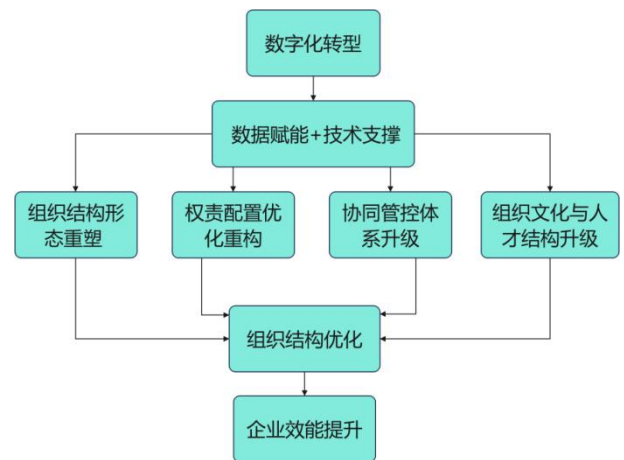 数字化转型
数据赋能+技术支撑
组织结构形
态重塑
权责配置优
化重构
协同管控体
系升级
组织文化与人
才结构升级
组织结构优化
企业效能提升